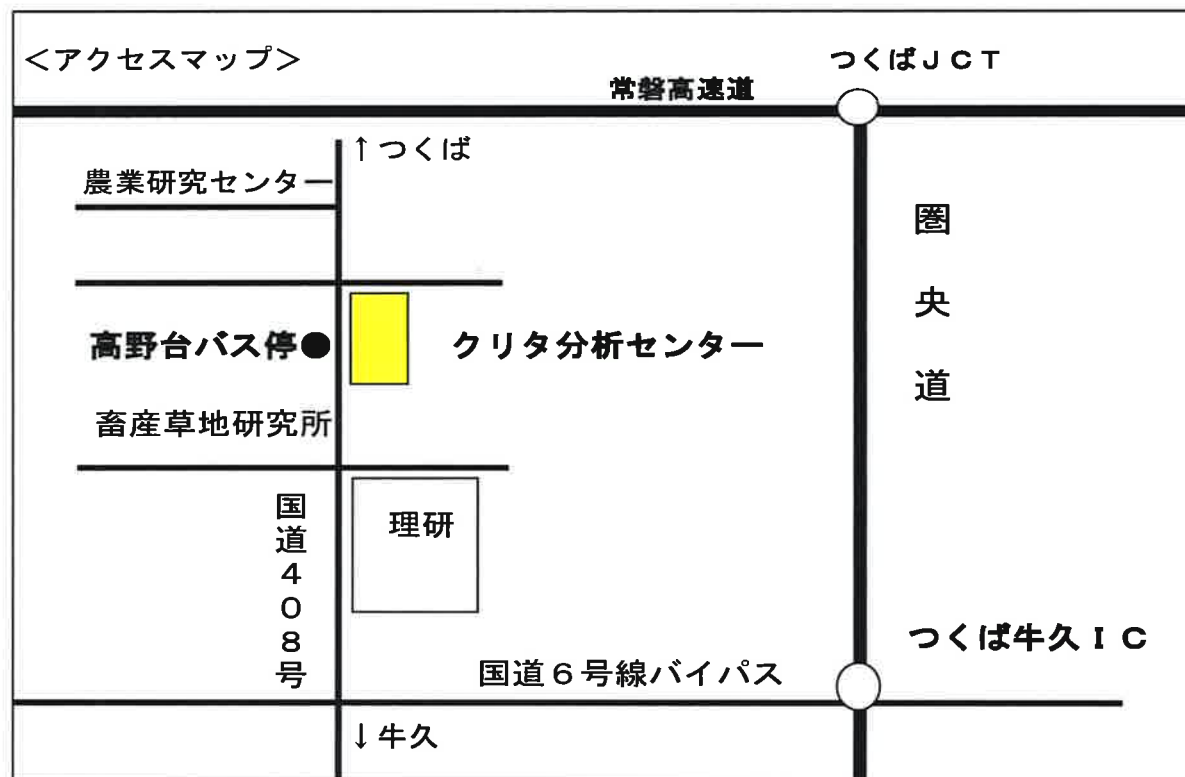 ＜アクセスマップ＞
つくばＪＣＴ
常磐高速道
↑つくば
農業研究センター
圏央道
高野台バス停●
クリタ分析センター
畜産草地研究所
国道４０８号
理研
つくば牛久ＩＣ
国道６号線バイパス
↓牛久